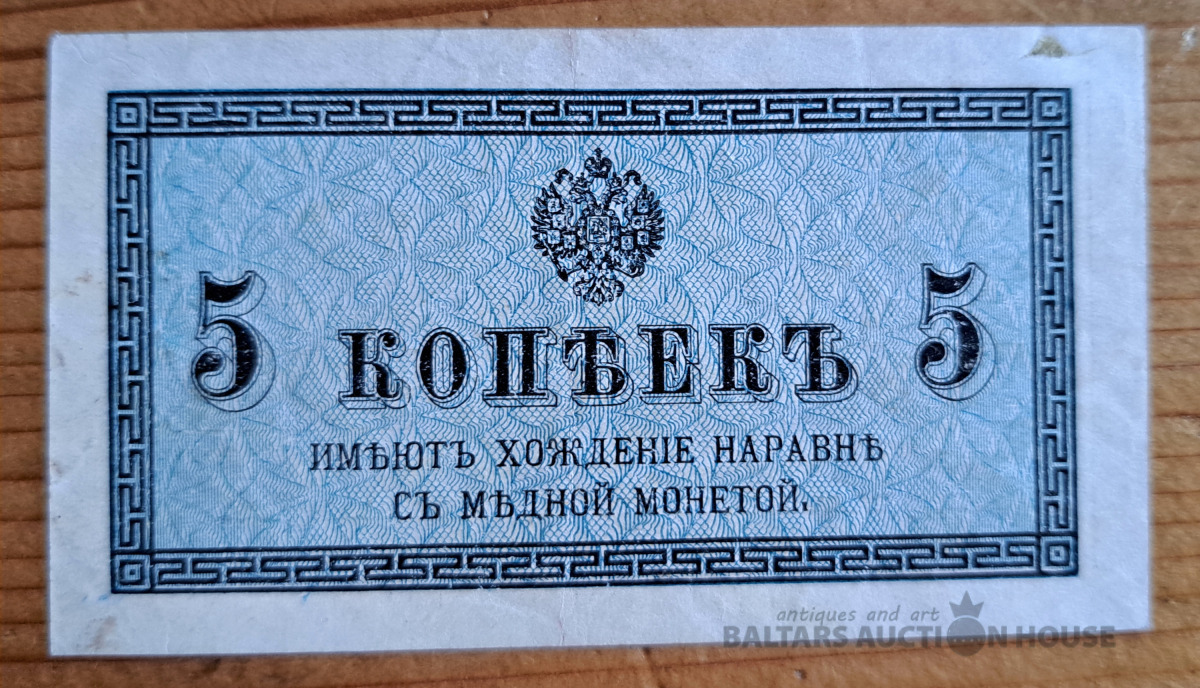 5 КОПѢЕКЪ 5
ИМѢЮТЪ ХОЖДЕНІЕ НАРАВНѢ
СЪ МѢДНОЙ МОНЕТОЙ.
antiques and art
BALTARS AUCTION HOUSE